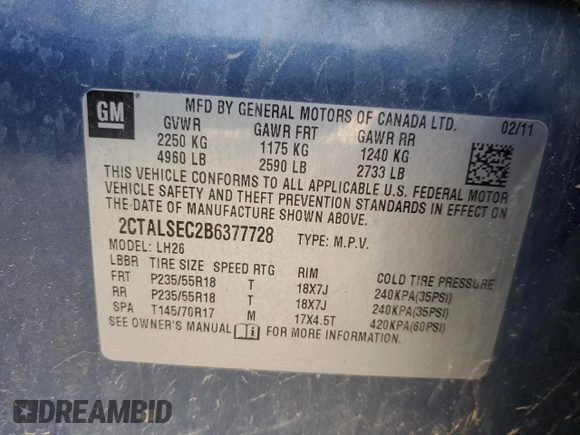 GM
MFD BY GENERAL MOTORS OF CANADA LTD. 02/11
GVWR GAWR FRT GAWR RR
2250 KG 1175 KG 1240 KG
4960 LB 2590 LB 2733 LB
THIS VEHICLE CONFORMS TO ALL APPLICABLE U.S. FEDERAL MOTOR
VEHICLE SAFETY AND THEFT PREVENTION STANDARDS IN EFFECT ON
THE DATE OF MANUFACTURE SHOWN ABOVE.
2CTALSEC2B6377728 TYPE: M.P.V.
MODEL: LH26
LBBR TIRE SIZE SPEED RTG RIM COLD TIRE PRESSURE
FRT P235/55R18 T 18X7J 240KPA(35PSI)
RR P235/55R18 T 18X7J 240KPA(35PSI)
SPA T145/70R17 M 17X4.5T 420KPA(60PSI)
SEE OWNER'S MANUAL FOR MORE INFORMATION.
DREAMBID